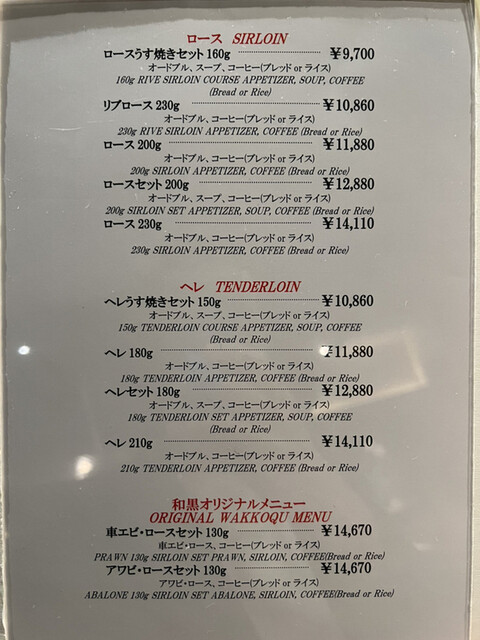 ロース SIRLOIN
ロースうす焼きセット 160g ¥9,700
オードブル、スープ、コーヒー(ブレッド or ライス)
160g RIVE SIRLOIN COURSE APPETIZER, SOUP, COFFEE
(Bread or Rice)
リブロース 230g ¥10,860
オードブル、コーヒー(ブレッド or ライス)
230g RIVE SIRLOIN APPETIZER, COFFEE (Bread or Rice)
ロース 200g ¥11,880
オードブル、コーヒー(ブレッド or ライス)
200g SIRLOIN APPETIZER, COFFEE (Bread or Rice)
ロースセット 200g ¥12,880
オードブル、スープ、コーヒー(ブレッド or ライス)
200g SIRLOIN SET APPETIZER, SOUP, COFFEE (Bread or Rice)
ロース 230g ¥14,110
オードブル、コーヒー(ブレッド or ライス)
230g SIRLOIN APPETIZER, COFFEE (Bread or Rice)
ヘレ TENDERLOIN
ヘレうす焼きセット 150g ¥10,860
オードブル、スープ、コーヒー(ブレッド or ライス)
150g TENDERLOIN COURSE APPETIZER, SOUP, COFFEE
(Bread or Rice)
ヘレ 180g ¥11,880
オードブル、コーヒー(ブレッド or ライス)
180g TENDERLOIN APPETIZER, COFFEE (Bread or Rice)
ヘレセット 180g ¥12,880
オードブル、スープ、コーヒー(ブレッド or ライス)
180g TENDERLOIN SET APPETIZER, SOUP, COFFEE
(Bread or Rice)
ヘレ 210g ¥14,110
オードブル、コーヒー(ブレッド or ライス)
210g TENDERLOIN APPETIZER, COFFEE (Bread or Rice)
和黒オリジナルメニュー
ORIGINAL WAKKOQU MENU
車エビ・ロースセット 130g ¥14,670
車エビ・ロース、コーヒー(ブレッド or ライス)
PRAWN 130g SIRLOIN SET PRAWN, SIRLOIN, COFFEE(Bread or Rice)
アワビ・ロースセット 130g ¥14,670
アワビ・ロース、コーヒー(ブレッド or ライス)
ABALONE 130g SIRLOIN SET ABALONE, SIRLOIN, COFFEE(Bread or Rice)